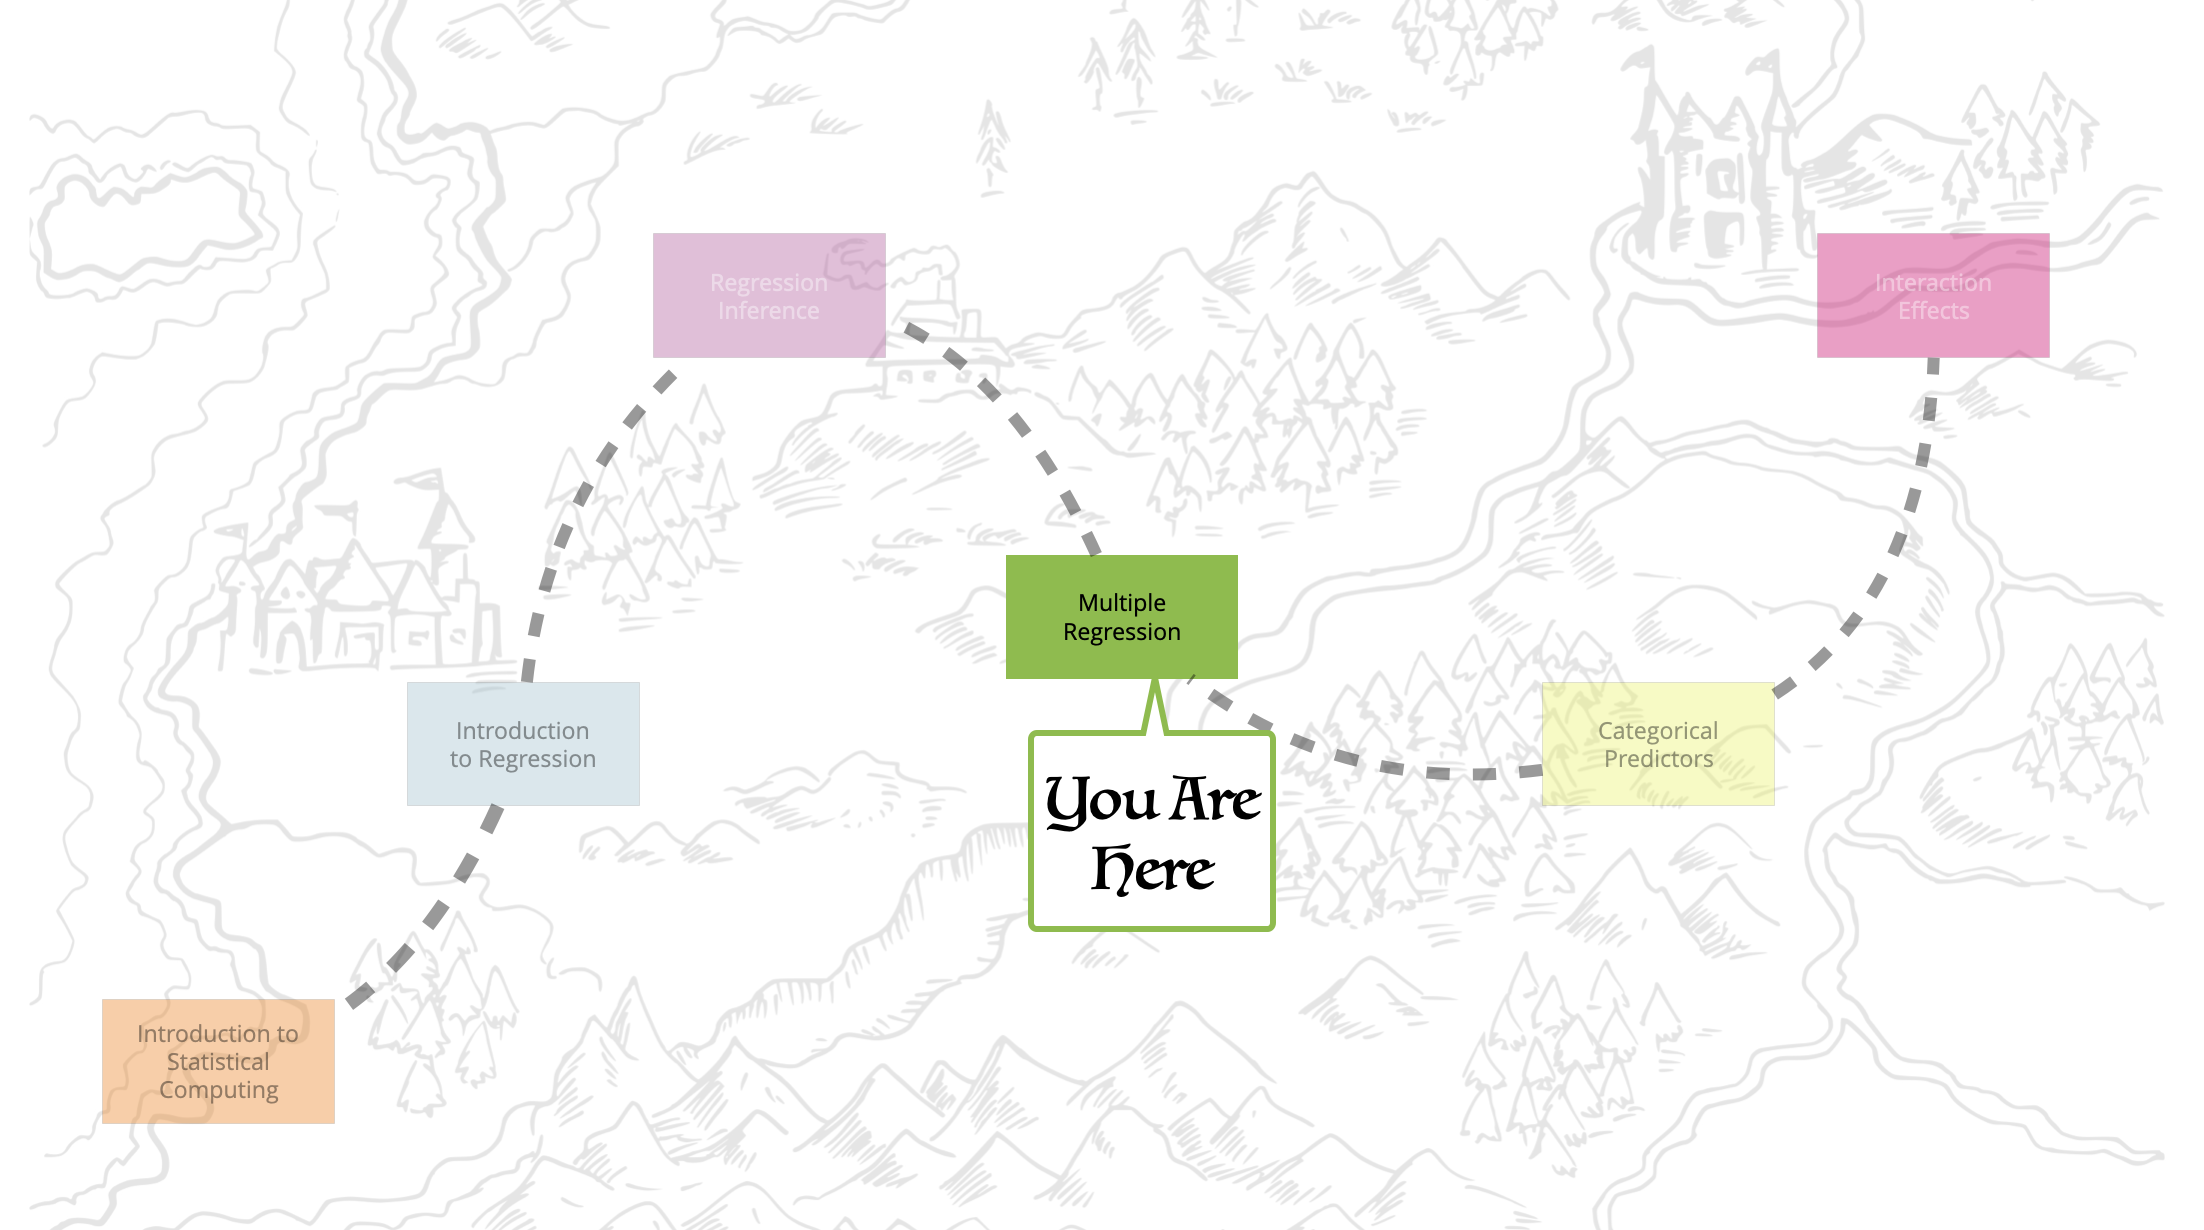 Regression
Inference
Interaction
Effects
Multiple
Regression
Introduction
to Regression
Categorical
Predictors
You Are
Here
Introduction to
Statistical
Computing